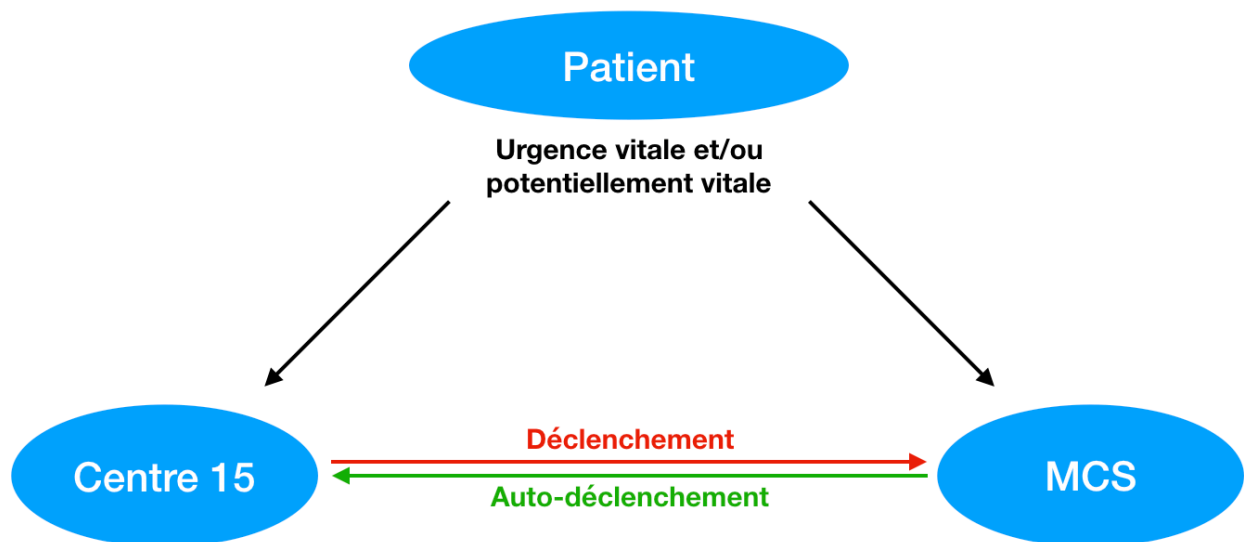 Patient
Urgence vitale et/ou
potentiellement vitale
Déclenchement
Centre 15
MCS
Auto-déclenchement